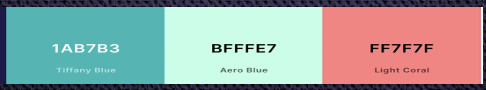 1AB7B3 BFFFE7 FF7F7F
Tiffany Blue Aero Blue Light Coral